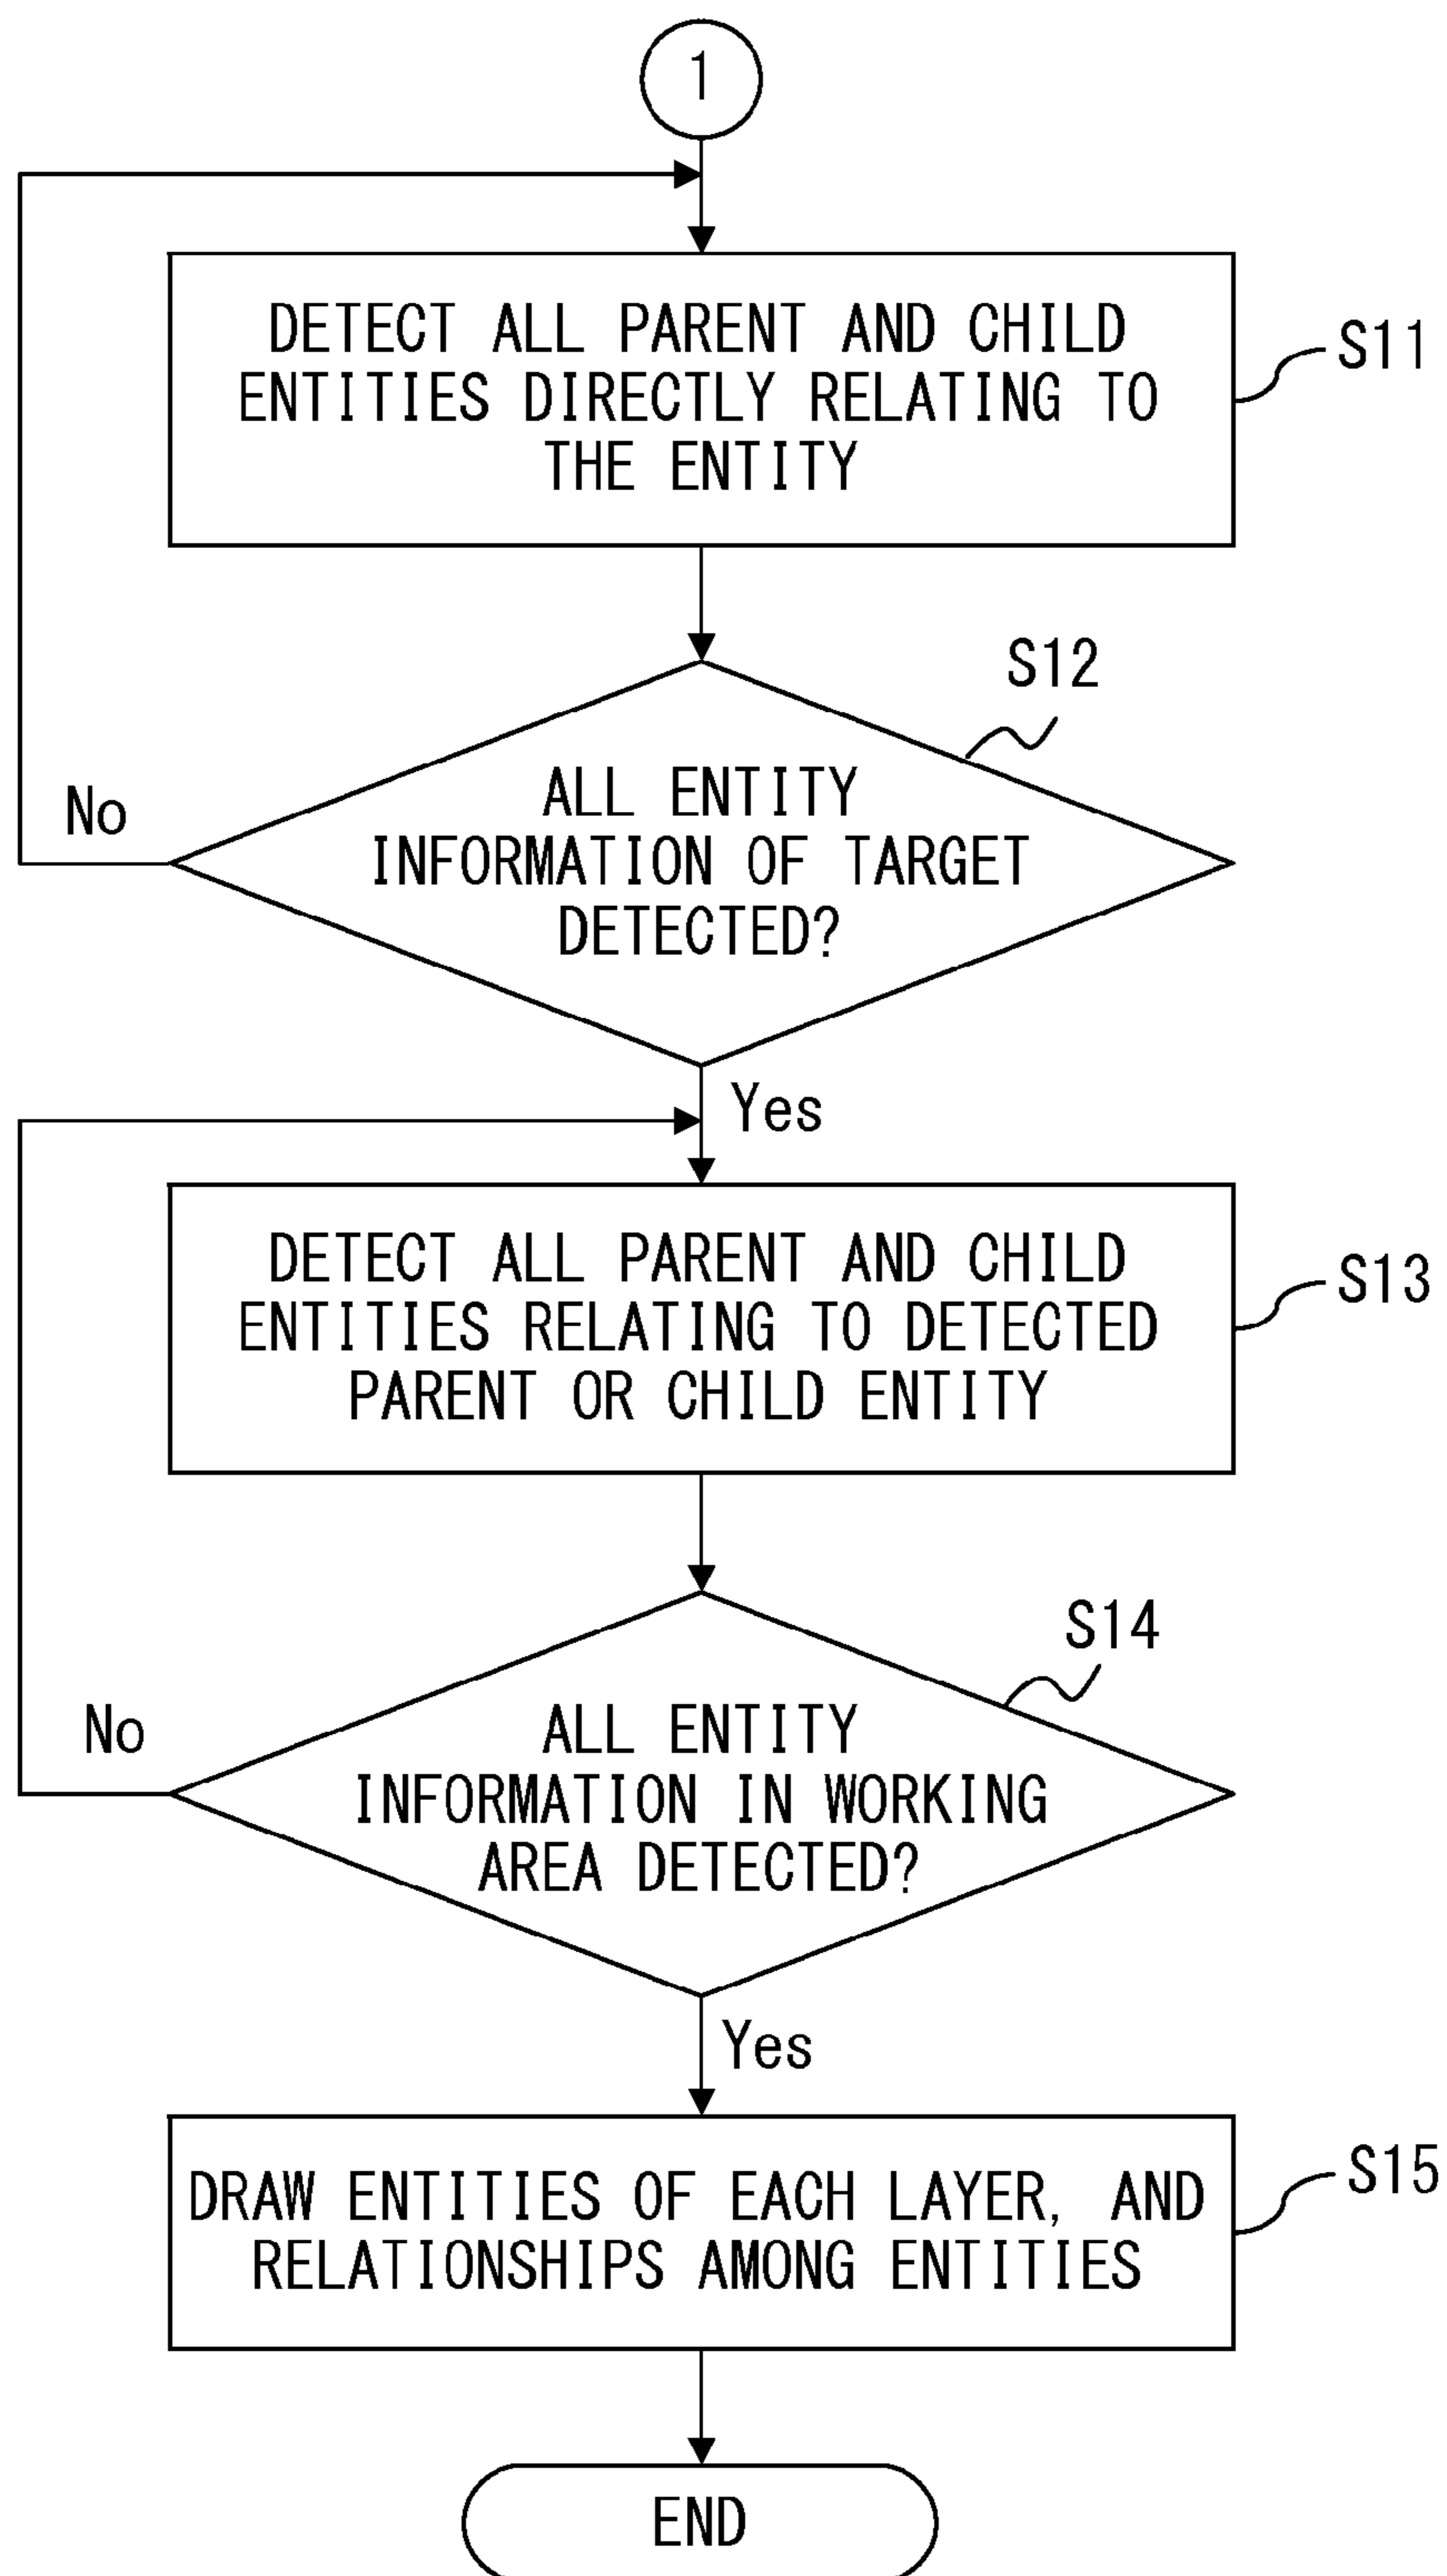 1
DETECT ALL PARENT AND CHILD
ENTITIES DIRECTLY RELATING TO
THE ENTITY
S11
S12
ALL ENTITY
INFORMATION OF TARGET
DETECTED?
No
Yes
DETECT ALL PARENT AND CHILD
ENTITIES RELATING TO DETECTED
PARENT OR CHILD ENTITY
S13
S14
ALL ENTITY
INFORMATION IN WORKING
AREA DETECTED?
No
Yes
DRAW ENTITIES OF EACH LAYER, AND
RELATIONSHIPS AMONG ENTITIES
S15
END